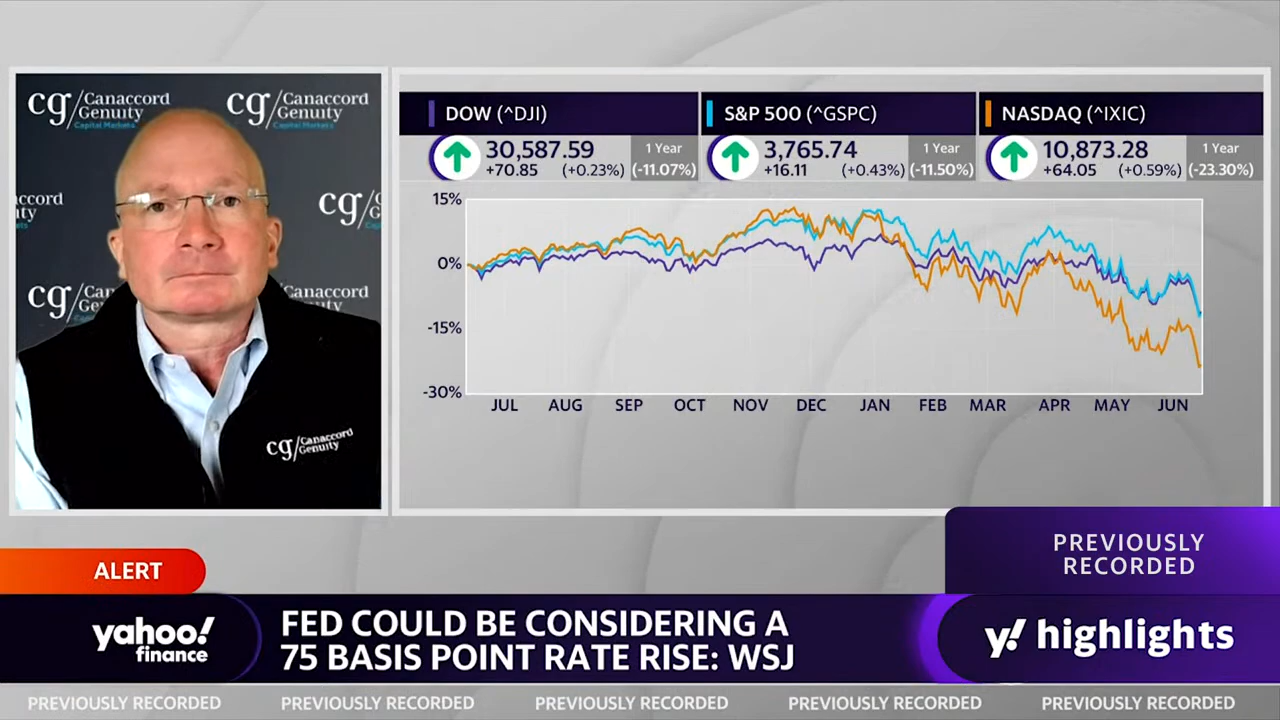 cg/Canaccord Genuity
Capital Markets
cg/Canaccord Genuity
Capital Markets
ccord
ity
cg/C
G
cg/Can
Gen
Canaccord
Genuity
cg/Canaccord Genuity
DOW (^DJI)
30,587.59
+70.85 (+0.23%)
1 Year
(-11.07%)
S&P 500 (^GSPC)
3,765.74
+16.11 (+0.43%)
1 Year
(-11.50%)
NASDAQ (^IXIC)
10,873.28
+64.05 (+0.59%)
1 Year
(-23.30%)
15%
0%
-15%
-30%
JUL AUG SEP OCT NOV DEC JAN FEB MAR APR MAY JUN
PREVIOUSLY
RECORDED
ALERT
yahoo!
finance
FED COULD BE CONSIDERING A
75 BASIS POINT RATE RISE: WSJ
y! highlights
PREVIOUSLY RECORDED PREVIOUSLY RECORDED PREVIOUSLY RECORDED PREVIOUSLY RECORDED PREVIOUSLY RECORDED